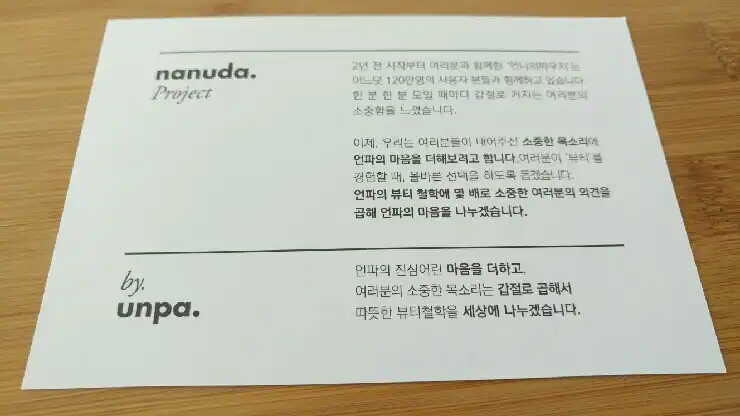 nanuda.
Project
2년 전 시작부터 여러분과 함께한 '언니의파우치'는
어느덧 120만명의 사용자 분들과 함께하고 있습니다
한 분 한 분 모일 때마다 갑절로 커지는 여러분의
소중함을 느꼈습니다.
이제, 우리는 여러분들이 내어주신 소중한 목소리에
언파의 마음을 더해보려고 합니다.여러분이 '뷰티'를
경험할 때, 올바른 선택을 하도록 돕겠습니다.
언파의 뷰티 철학에 몇 배로 소중한 여러분의 의견을
곱해 언파의 마음을 나누겠습니다.
by.
unpa.
언파의 진심어린 마음을 더하고,
여러분의 소중한 목소리는 갑절로 곱해서
따뜻한 뷰티철학을 세상에 나누겠습니다.